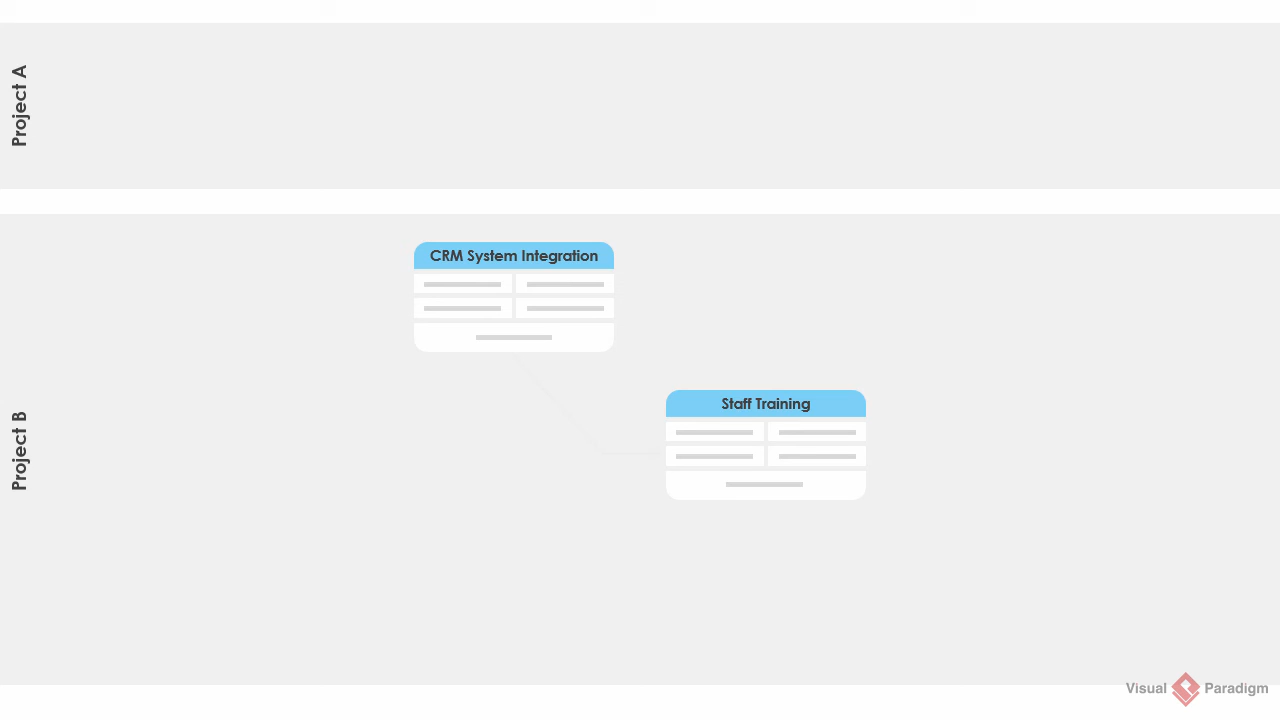 Project A
Project B
CRM System Integration
Staff Training
Visual Paradigm